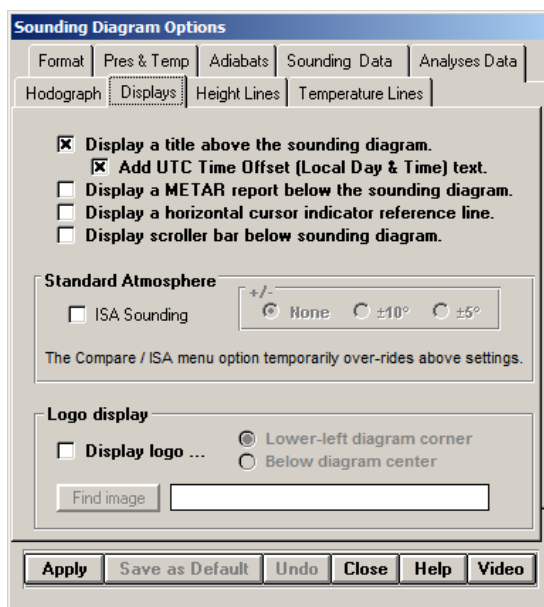 Sounding Diagram Options
Format Pres & Temp Adiabats Sounding Data Analyses Data
Hodograph Displays Height Lines Temperature Lines
Display a title above the sounding diagram.
Add UTC Time Offset (Local Day & Time) text.
Display a METAR report below the sounding diagram.
Display a horizontal cursor indicator reference line.
Display scroller bar below sounding diagram.
Standard Atmosphere
+/-
ISA Sounding None ±10° ±5°
The Compare / ISA menu option temporarily over-rides above settings.
Logo display
Display logo ... Lower-left diagram corner
Below diagram center
Find image
Apply Save as Default Undo Close Help Video